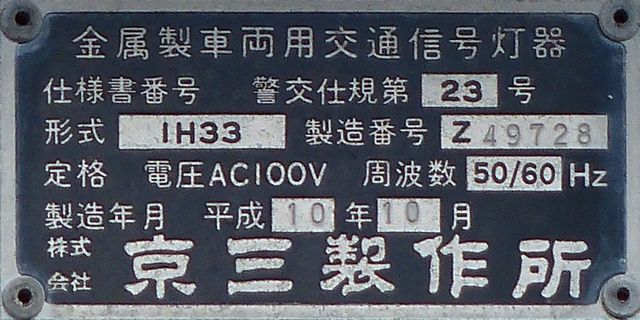 金属製車両用交通信号灯器
仕様書番号 警交仕規第 23 号
形式 1H33 製造番号 Z 49728
定格 電圧AC100V 周波数 50/60 Hz
製造年月 平成 10 年 10 月
株式会社 京三製作所